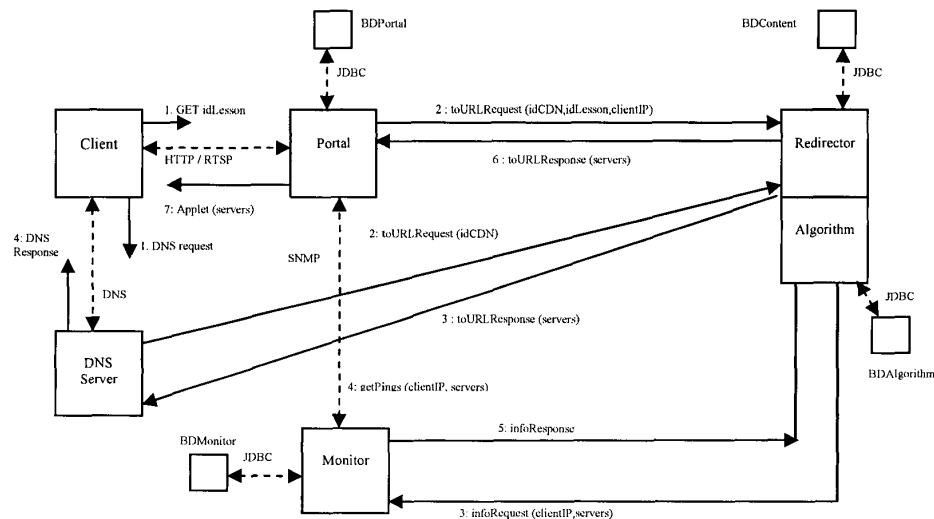 BDPortal
BDContent
JDBC
JDBC
1. GET idLesson
2 : toURLRequest (idCDN,idLesson,clientIP)
Client
Portal
Redirector
HTTP / RTSP
6 : toURLResponse (servers)
7: Applet (servers)
4: DNS
Response
1. DNS request
2: toURLRequest (idCDN)
Algorithm
SNMP
DNS
JDBC
3 : toURLResponse (servers)
DNS
Server
BDAlgorithm
4: getPings (clientIP, servers)
5: infoResponse
BDMonitor
JDBC
Monitor
3: infoRequest (clientIP,servers)